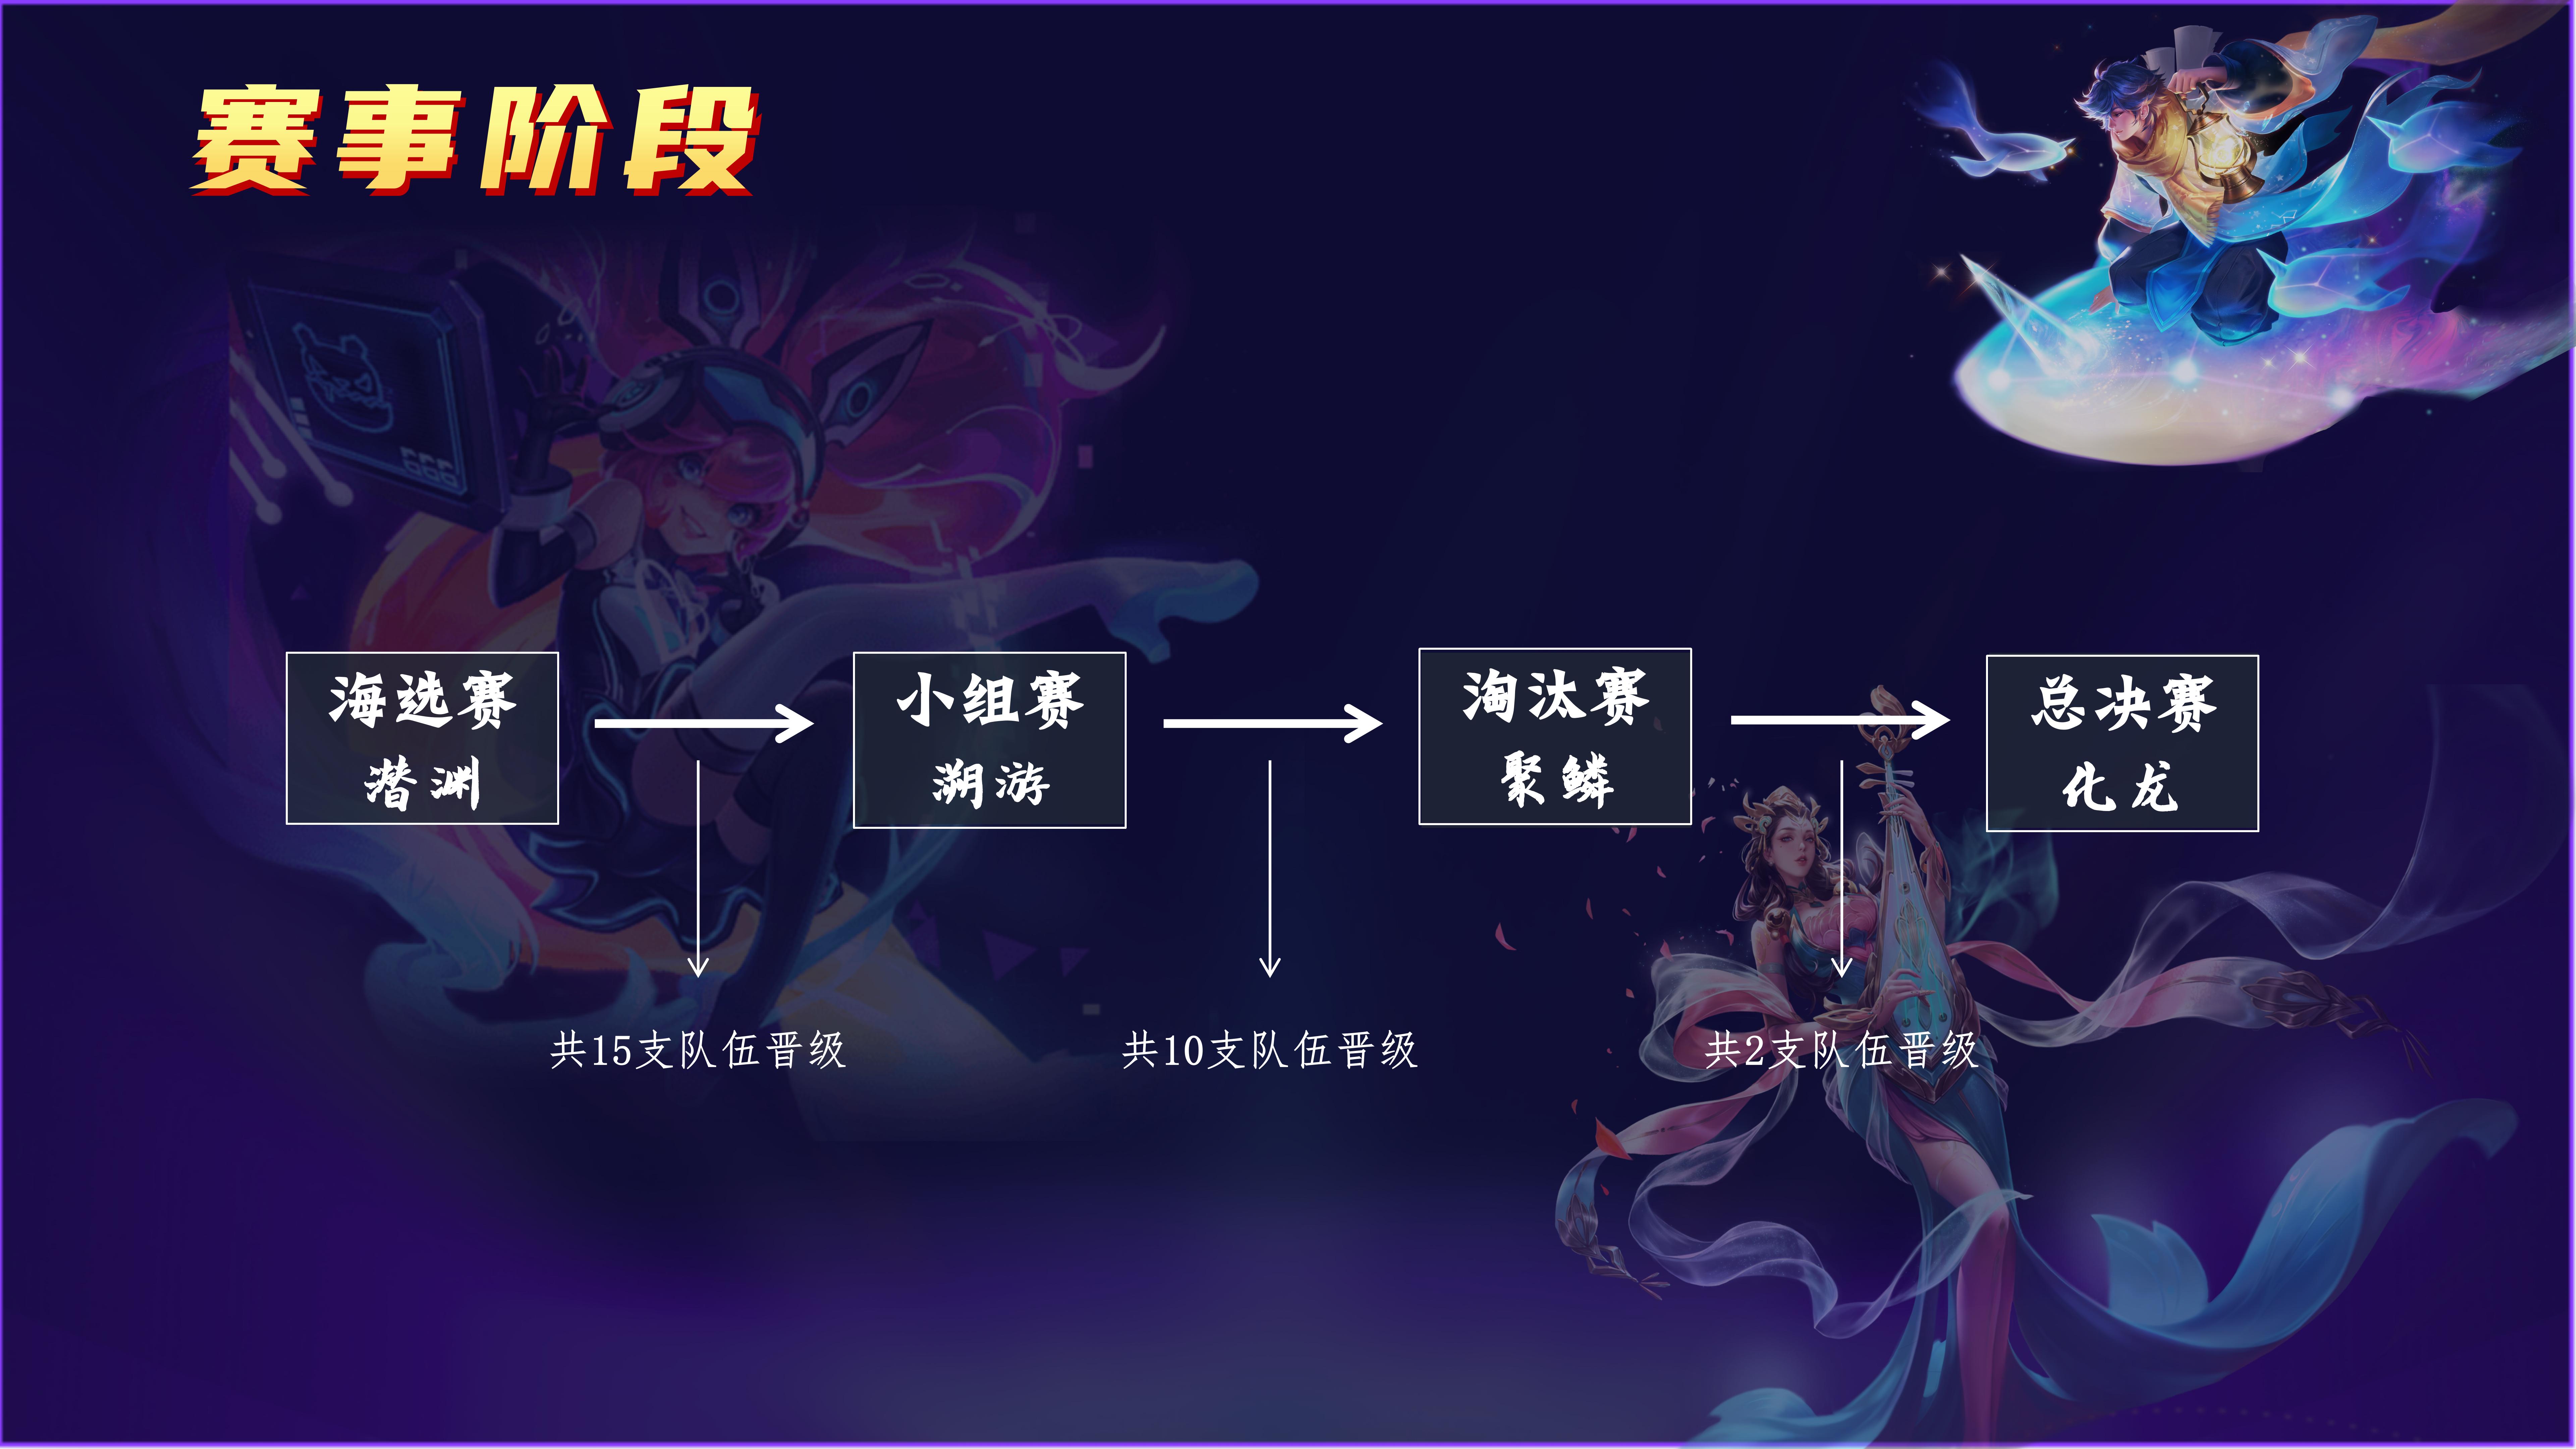 赛事阶段
666
海选赛
潜渊
小组赛
溯游
淘汰赛
聚鳞
总决赛
化龙
共15支队伍晋级
共10支队伍晋级
共2支队伍晋级